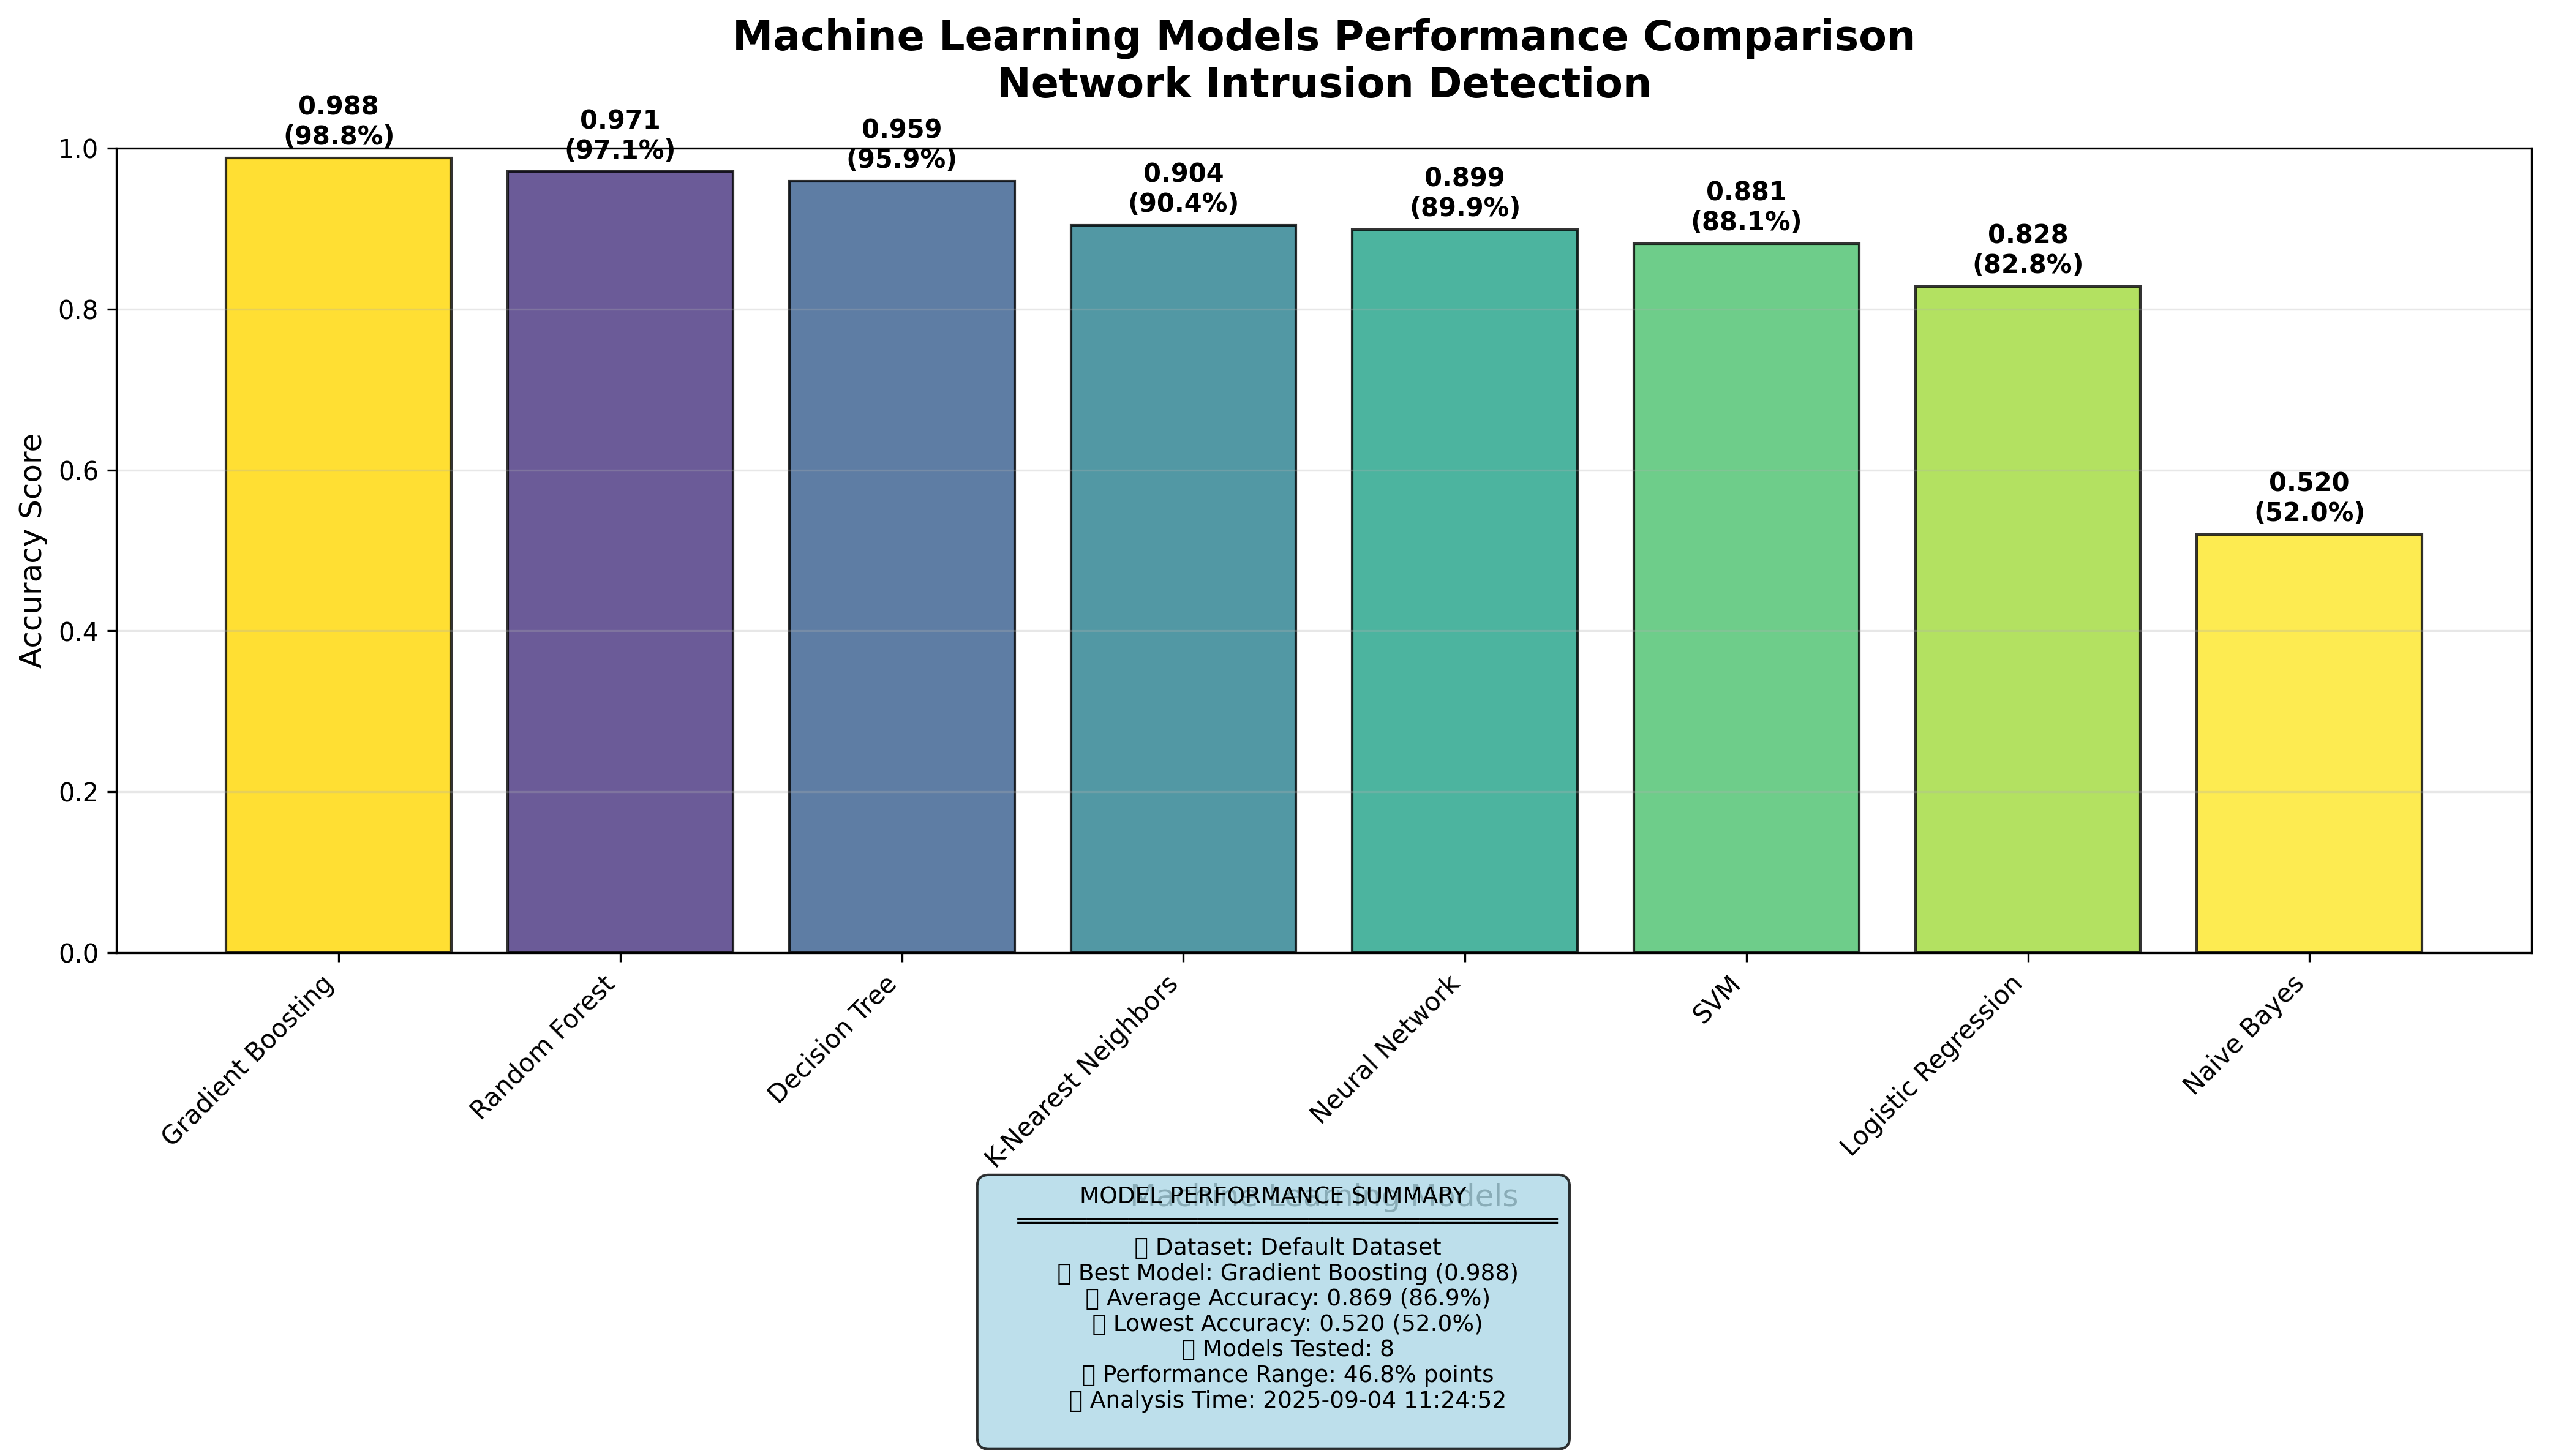 Machine Learning Models Performance Comparison
Network Intrusion Detection
0.988
(98.8%)
0.971
(97.1%)
0.959
(95.9%)
0.904
(90.4%)
0.899
(89.9%)
0.881
(88.1%)
0.828
(82.8%)
0.520
(52.0%)
Accuracy Score
1.0
0.8
0.6
0.4
0.2
0.0
Gradient Boosting
Random Forest
Decision Tree
K-Nearest Neighbors
Neural Network
SVM
Logistic Regression
Naive Bayes
Machine Learning Models
MODEL PERFORMANCE SUMMARY
Dataset: Default Dataset
Best Model: Gradient Boosting (0.988)
Average Accuracy: 0.869 (86.9%)
Lowest Accuracy: 0.520 (52.0%)
Models Tested: 8
Performance Range: 46.8% points
Analysis Time: 2025-09-04 11:24:52